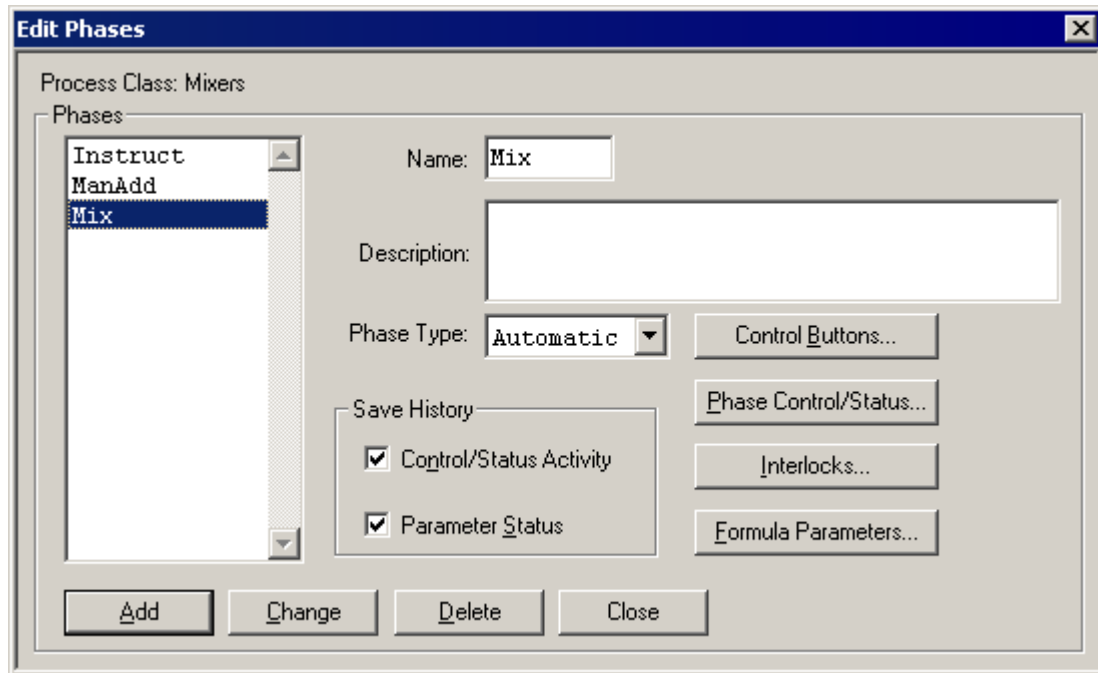 Edit Phases
Process Class: Mixers
Phases
Instruct
ManAdd
Mix
Name: Mix
Description:
Phase Type: Automatic
Control Buttons...
Phase Control/Status...
Interlocks...
Formula Parameters...
Save History
Control/Status Activity
Parameter Status
Add Change Delete Close